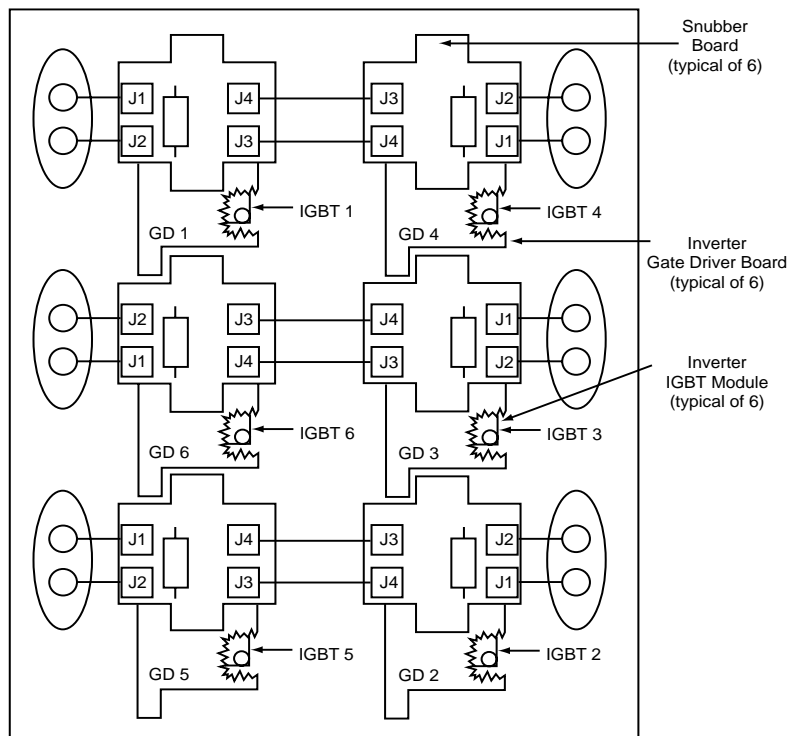 Snubber
Board
(typical of 6)
J1
J4
J3
J2
J2
J3
J4
J1
IGBT 1
IGBT 4
GD 1
GD 4
Inverter
Gate Driver Board
(typical of 6)
J2
J3
J4
J1
J1
J4
J3
J2
Inverter
IGBT Module
(typical of 6)
IGBT 6
IGBT 3
GD 6
GD 3
J1
J4
J3
J2
J2
J3
J4
J1
IGBT 5
IGBT 2
GD 5
GD 2